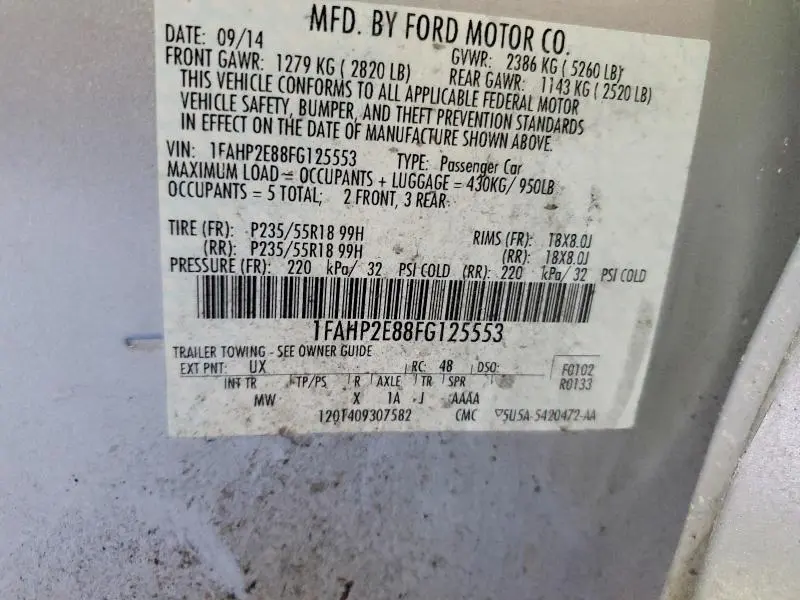 MFD. BY FORD MOTOR CO.
DATE: 09/14 GVWR: 2386 KG ( 5260 LB)
FRONT GAWR: 1279 KG ( 2820 LB) REAR GAWR: 1143 KG ( 2520 LB)
THIS VEHICLE CONFORMS TO ALL APPLICABLE FEDERAL MOTOR
VEHICLE SAFETY, BUMPER, AND THEFT PREVENTION STANDARDS
IN EFFECT ON THE DATE OF MANUFACTURE SHOWN ABOVE.
VIN: 1FAHP2E88FG125553 TYPE: Passenger Car
MAXIMUM LOAD = OCCUPANTS + LUGGAGE = 430KG/ 950LB
OCCUPANTS = 5 TOTAL; 2 FRONT, 3 REAR
TIRE (FR): P235/55R18 99H RIMS (FR): 18X8.0J
(RR): P235/55R18 99H (RR): 18X8.0J
PRESSURE (FR): 220 kPa/ 32 PSI COLD (RR): 220 kPa/ 32 PSI COLD
1FAHP2E88FG125553
TRAILER TOWING - SEE OWNER GUIDE
EXT PNT: UX RC: 48 DSO: F0102
INT TR TP/PS R AXLE TR SPR R0133
MW X 1A J AAAA
120T409307582 CMC 5U5A-5420472-AA